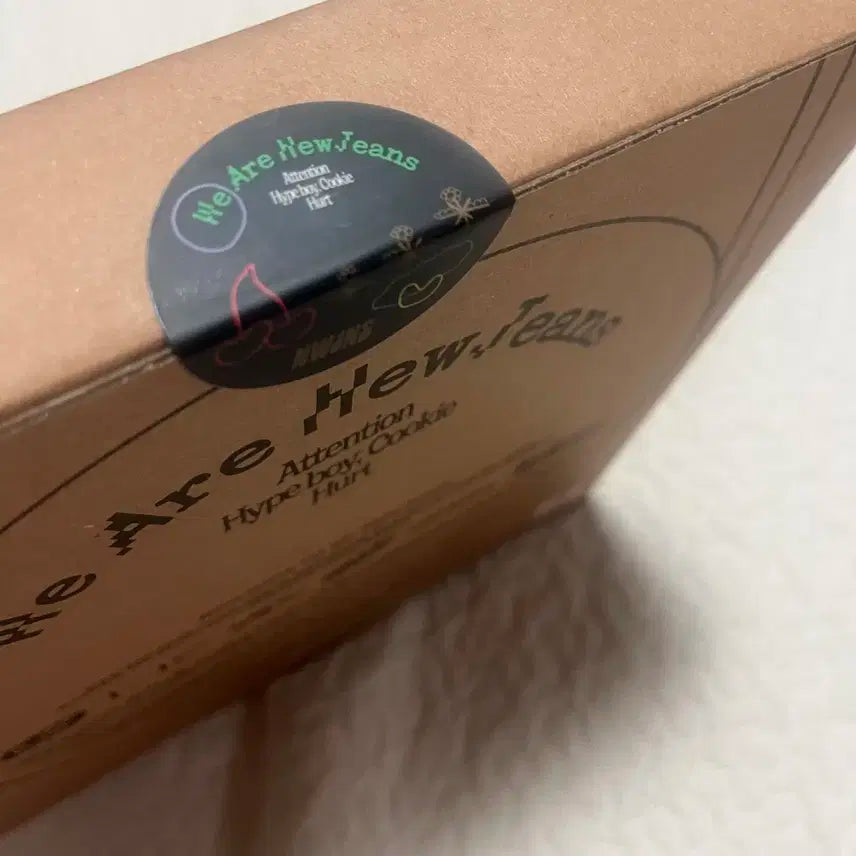 We Are NewJeans
Attention
Hype boy, Cookie
Hurt
NWJNS
We Are NewJeans
Attention
Hype boy, Cookie
Hurt